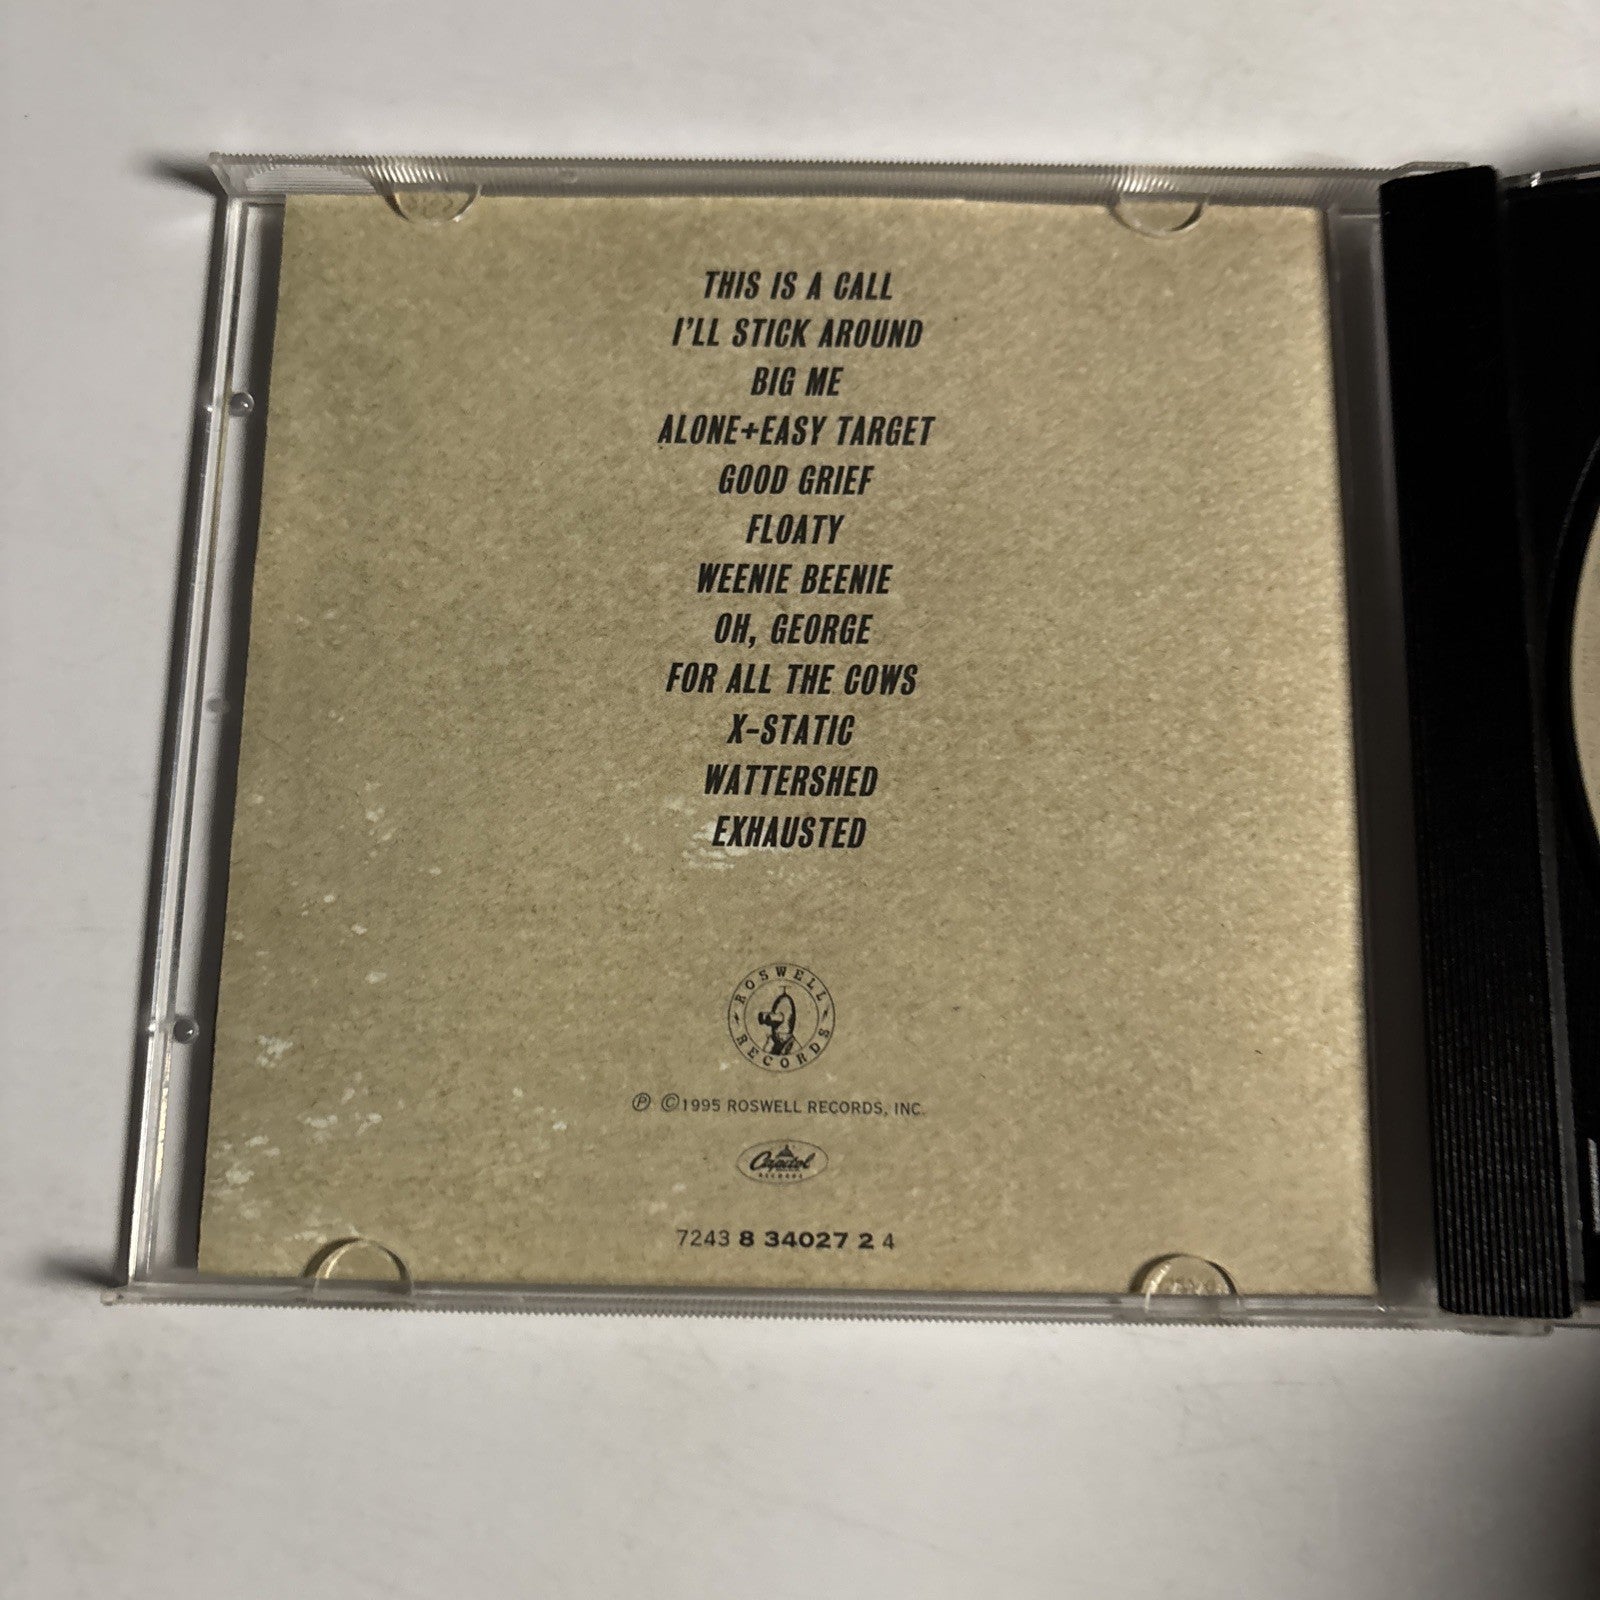 THIS IS A CALL
I'LL STICK AROUND
BIG ME
ALONE+EASY TARGET
GOOD GRIEF
FLOATY
WEENIE BEENIE
OH, GEORGE
FOR ALL THE COWS
X-STATIC
WATTERSHED
EXHAUSTED
ROSWELL
RECORDS
℗ ©1995 ROSWELL RECORDS, INC.
Capitol
RECORDS
7243 8 34027 2 4